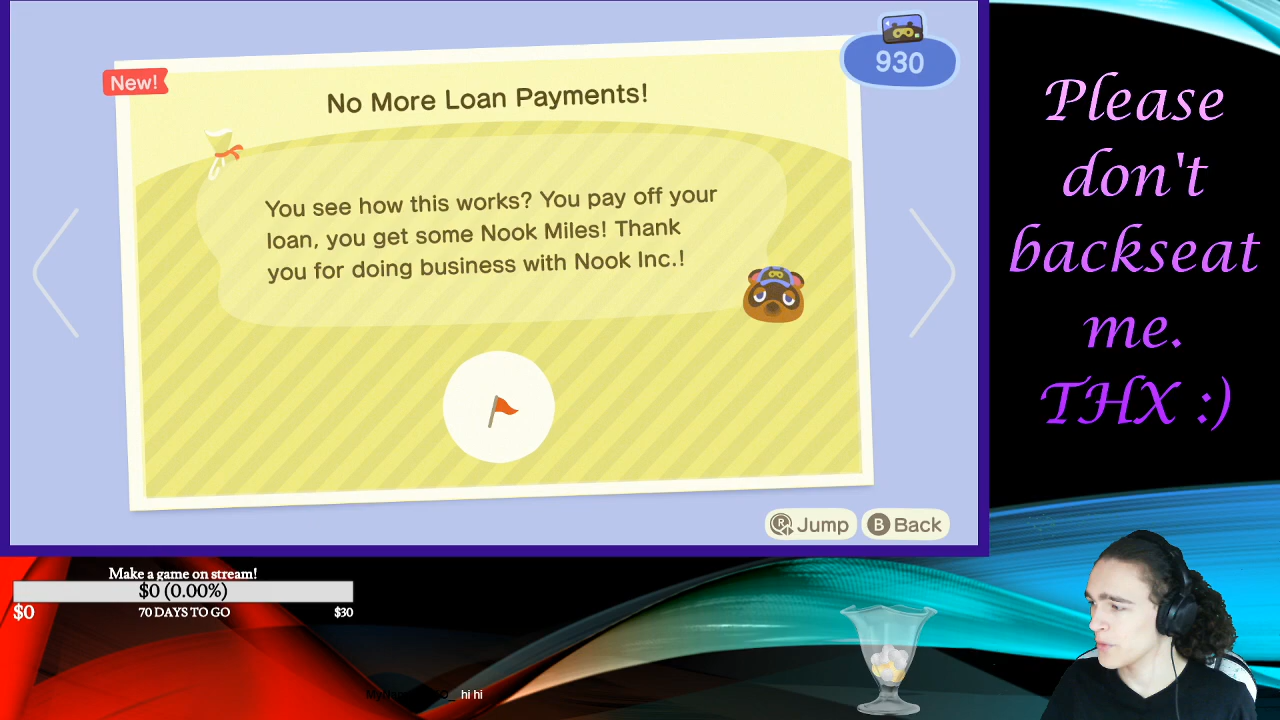 930
New!
No More Loan Payments!
You see how this works? You pay off your
loan, you get some Nook Miles! Thank
you for doing business with Nook Inc.!
R Jump B Back
Please
don't
backseat
me.
THX :)
Make a game on stream!
$0 (0.00%)
$0 70 DAYS TO GO $30
hi hi